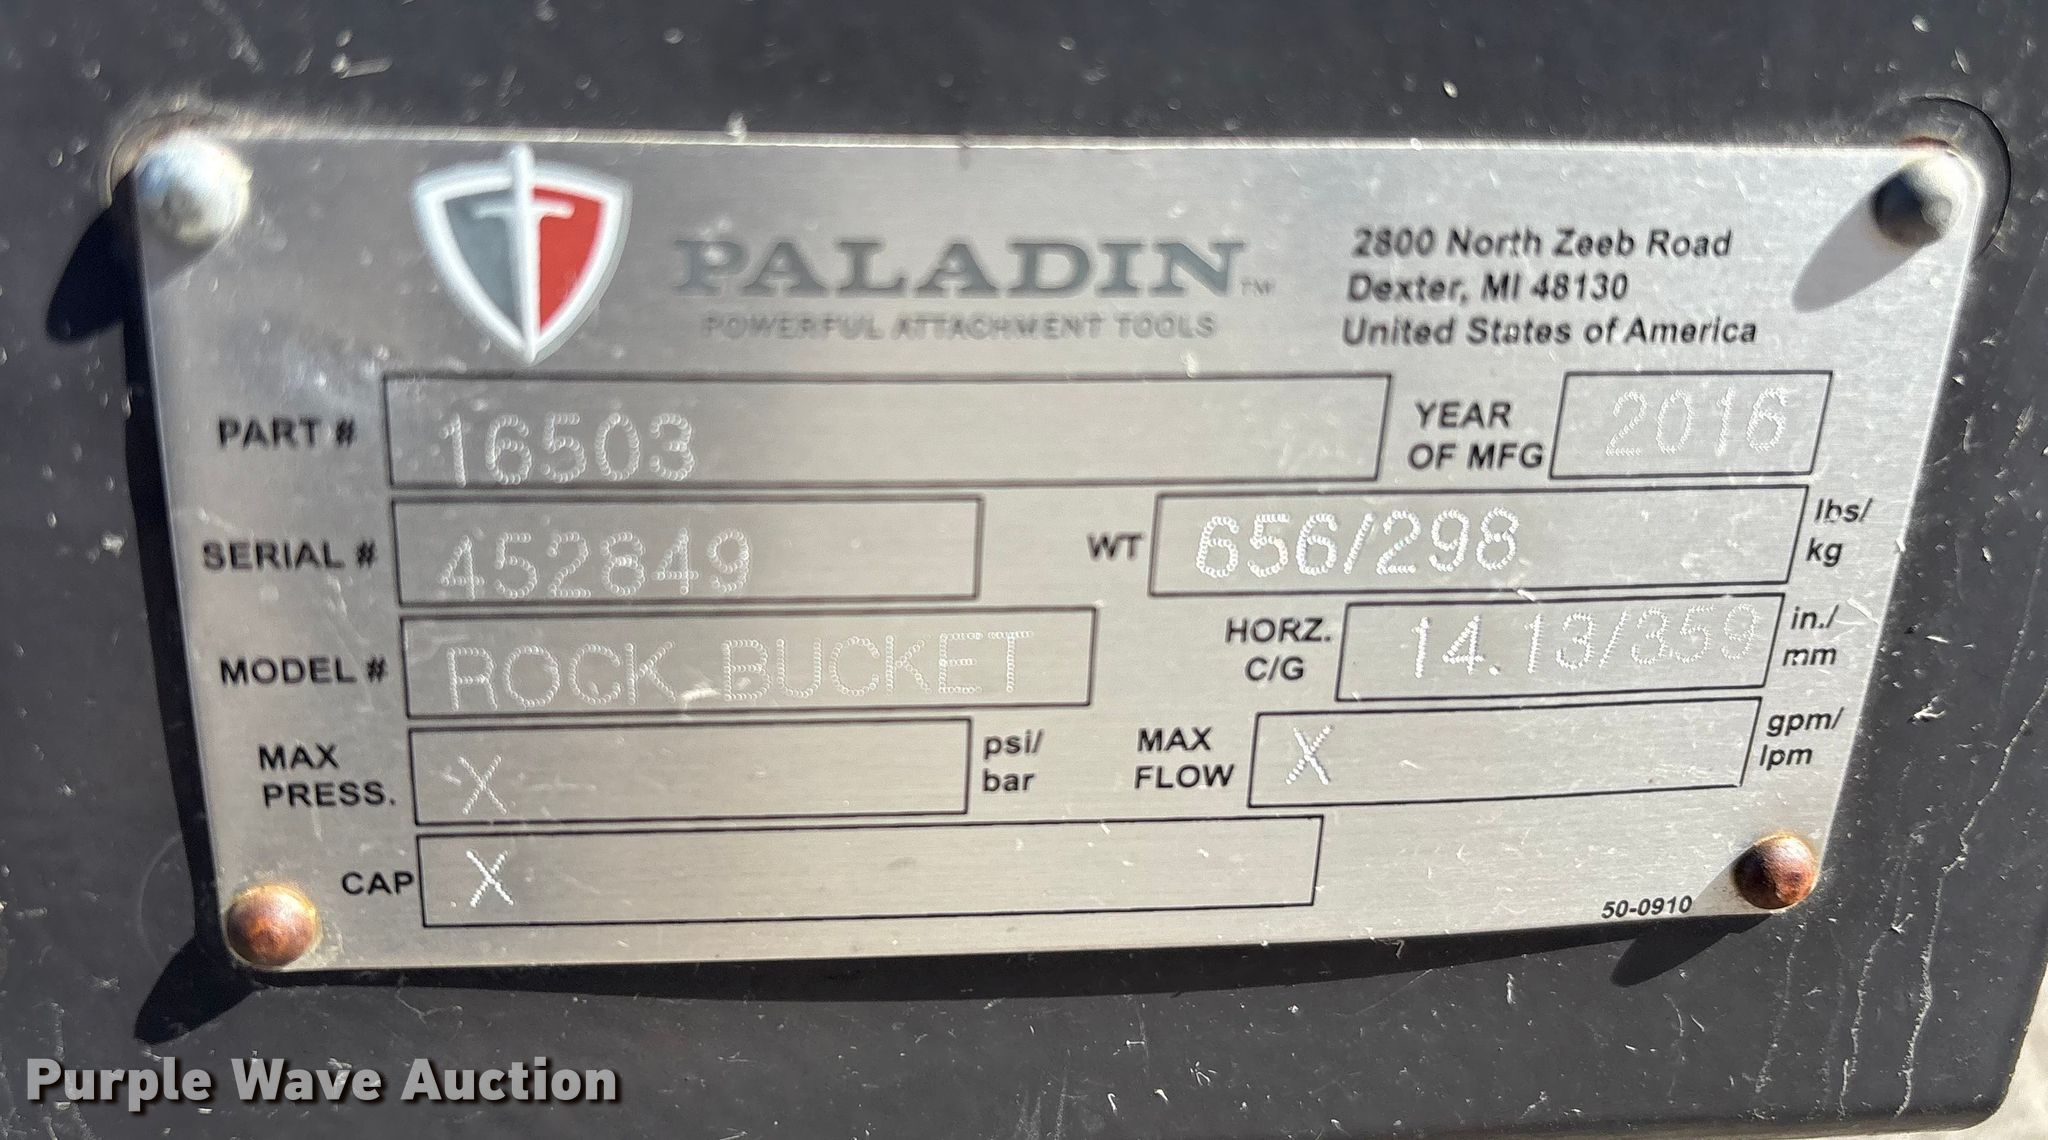 PALADIN™
POWERFUL ATTACHMENT TOOLS
2800 North Zeeb Road
Dexter, MI 48130
United States of America
PART # 16503
YEAR OF MFG 2016
SERIAL # 452849
WT 656/298 lbs/kg
MODEL # ROCK BUCKET
HORZ. C/G 14.13/359 in./mm
MAX PRESS. X psi/bar
MAX FLOW X gpm/lpm
CAP X
50-0910
Purple Wave Auction